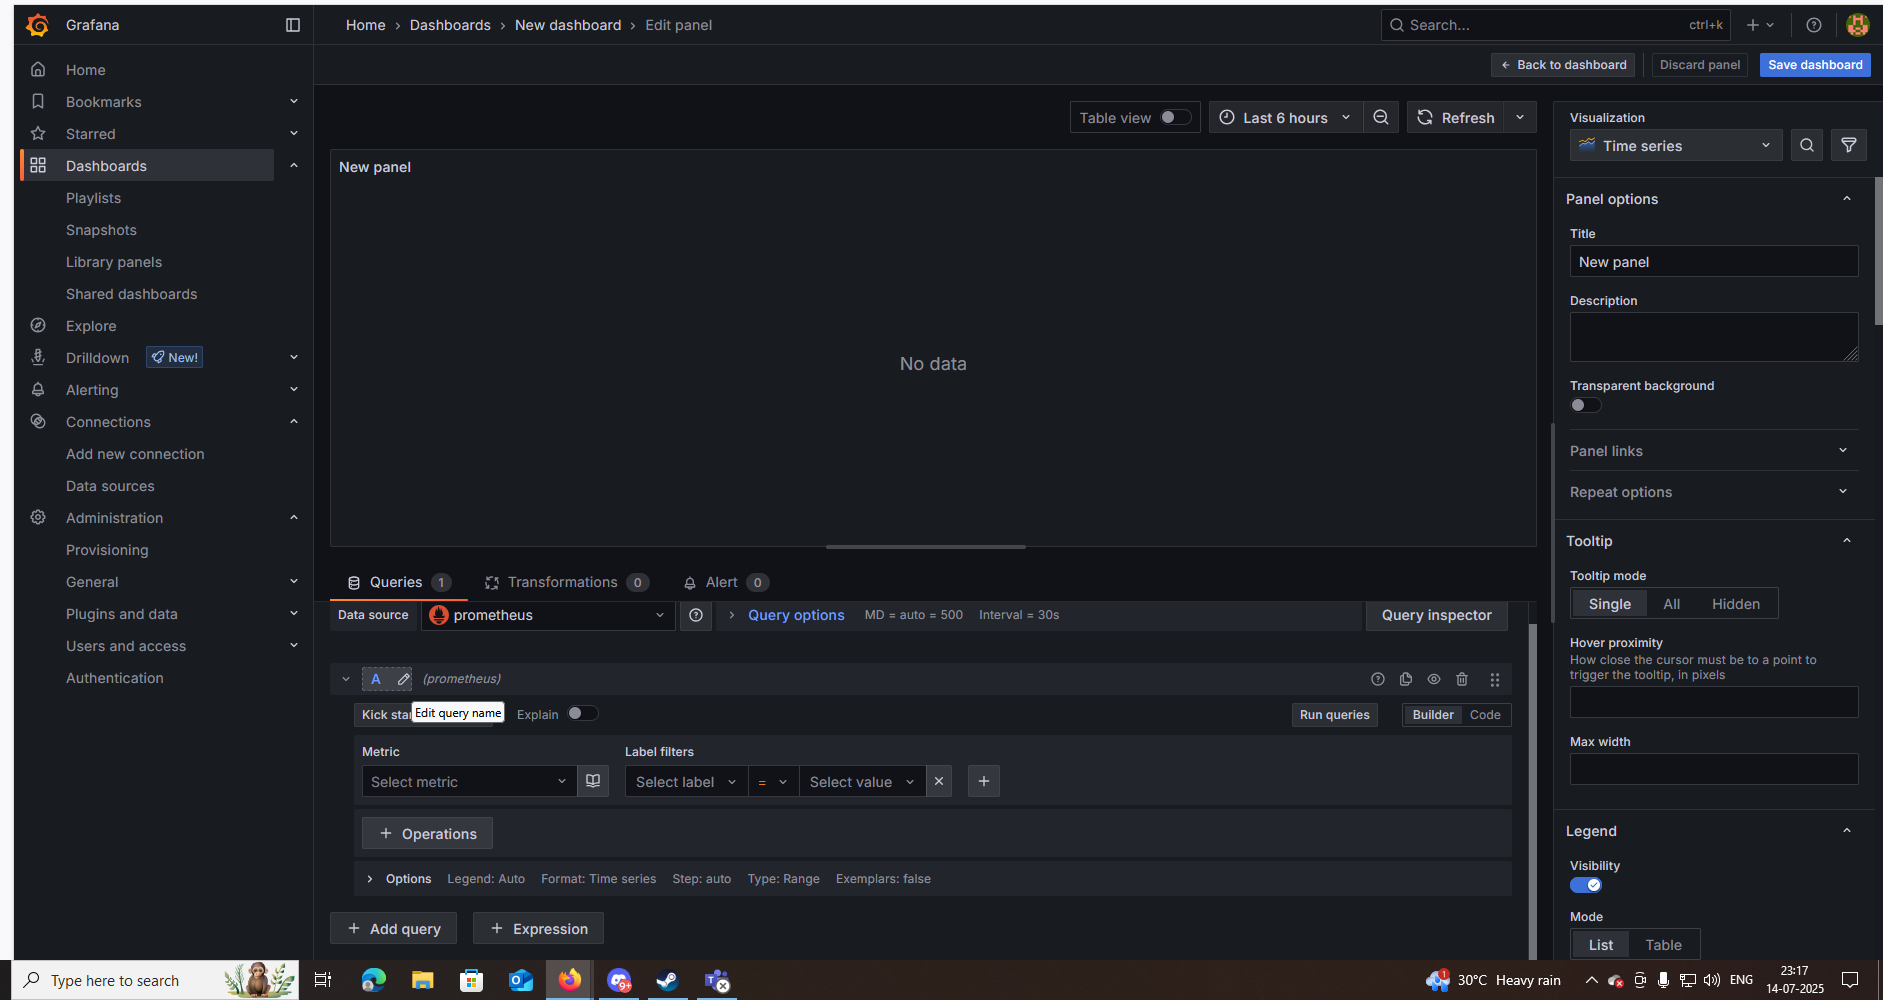 Grafana
Home › Dashboards › New dashboard › Edit panel
Search... ctrl+k
Back to dashboard
Discard panel
Save dashboard
Home
Bookmarks
Starred
Dashboards
Playlists
Snapshots
Library panels
Shared dashboards
Explore
Drilldown New!
Alerting
Connections
Add new connection
Data sources
Administration
Provisioning
General
Plugins and data
Users and access
Authentication
Table view
Last 6 hours
Refresh
New panel
No data
Queries 1
Transformations 0
Alert 0
Data source
prometheus
Query options
MD = auto = 500
Interval = 30s
Query inspector
A (prometheus)
Kick sta
Edit query name
Explain
Run queries
Builder
Code
Metric
Label filters
Select metric
Select label
=
Select value
+ Operations
Options
Legend: Auto
Format: Time series
Step: auto
Type: Range
Exemplars: false
+ Add query
+ Expression
Visualization
Time series
Panel options
Title
New panel
Description
Transparent background
Panel links
Repeat options
Tooltip
Tooltip mode
Single
All
Hidden
Hover proximity
How close the cursor must be to a point to
trigger the tooltip, in pixels
Max width
Legend
Visibility
Mode
List
Table
Type here to search
9+
1
30°C Heavy rain
ENG
23:17
14-07-2025